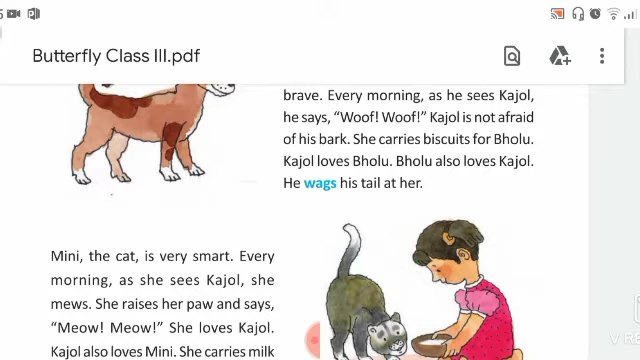 Butterfly Class III.pdf
brave. Every morning, as he sees Kajol,
he says, “Woof! Woof!” Kajol is not afraid
of his bark. She carries biscuits for Bholu.
Kajol loves Bholu. Bholu also loves Kajol.
He wags his tail at her.
Mini, the cat, is very smart. Every
morning, as she sees Kajol, she
mews. She raises her paw and says,
“Meow! Meow!” She loves Kajol.
Kajol also loves Mini. She carries milk